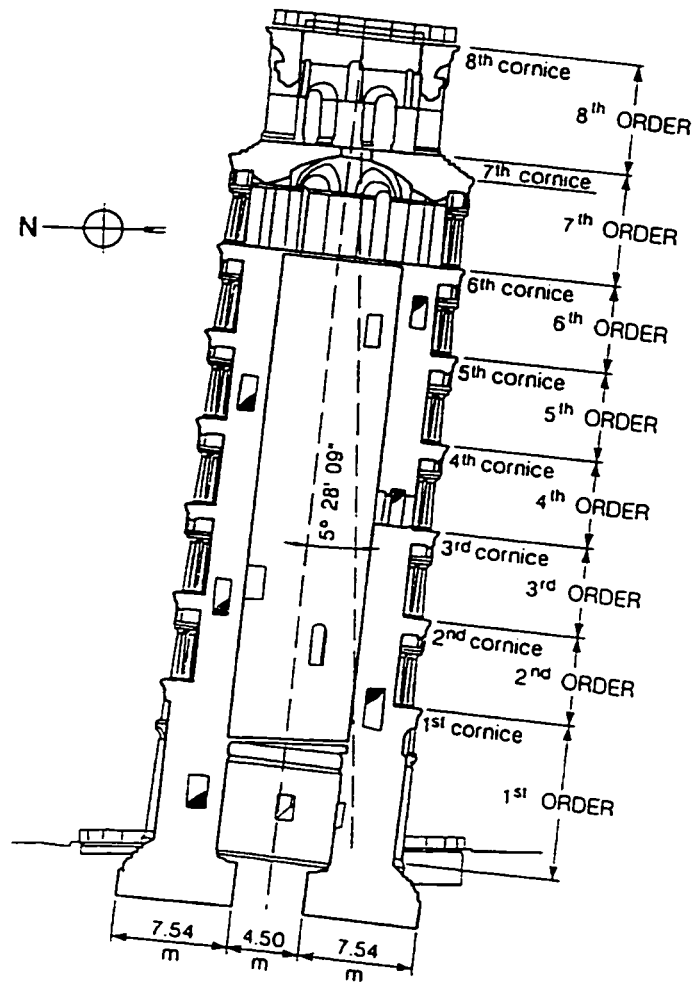 8th cornice
8th ORDER
7th cornice
7th ORDER
N
6th cornice
6th ORDER
5th cornice
5th ORDER
4th cornice
4th ORDER
5° 28' 09"
3rd cornice
3rd ORDER
2nd cornice
2nd ORDER
1st cornice
1st ORDER
7.54 m
4.50 m
7.54 m